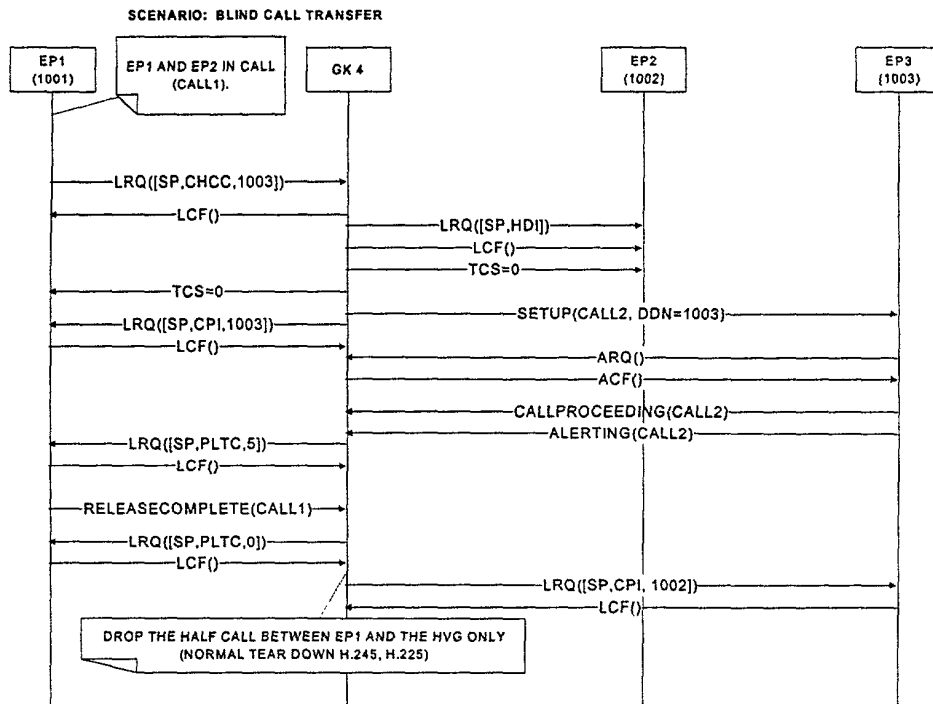 SCENARIO: BLIND CALL TRANSFER
EP1
(1001)
EP1 AND EP2 IN CALL
(CALL1).
GK 4
EP2
(1002)
EP3
(1003)
LRQ([SP,CHCC,1003])
LCF()
LRQ([SP,HDI])
LCF()
TCS=0
TCS=0
SETUP(CALL2, DDN=1003)
LRQ([SP,CPI,1003])
LCF()
ARQ()
ACF()
CALLPROCEEDING(CALL2)
ALERTING(CALL2)
LRQ([SP,PLTC,5])
LCF()
RELEASECOMPLETE(CALL1)
LRQ([SP,PLTC,0])
LCF()
LRQ([SP,CPI, 1002])
LCF()
DROP THE HALF CALL BETWEEN EP1 AND THE HVG ONLY
(NORMAL TEAR DOWN H.245, H.225)